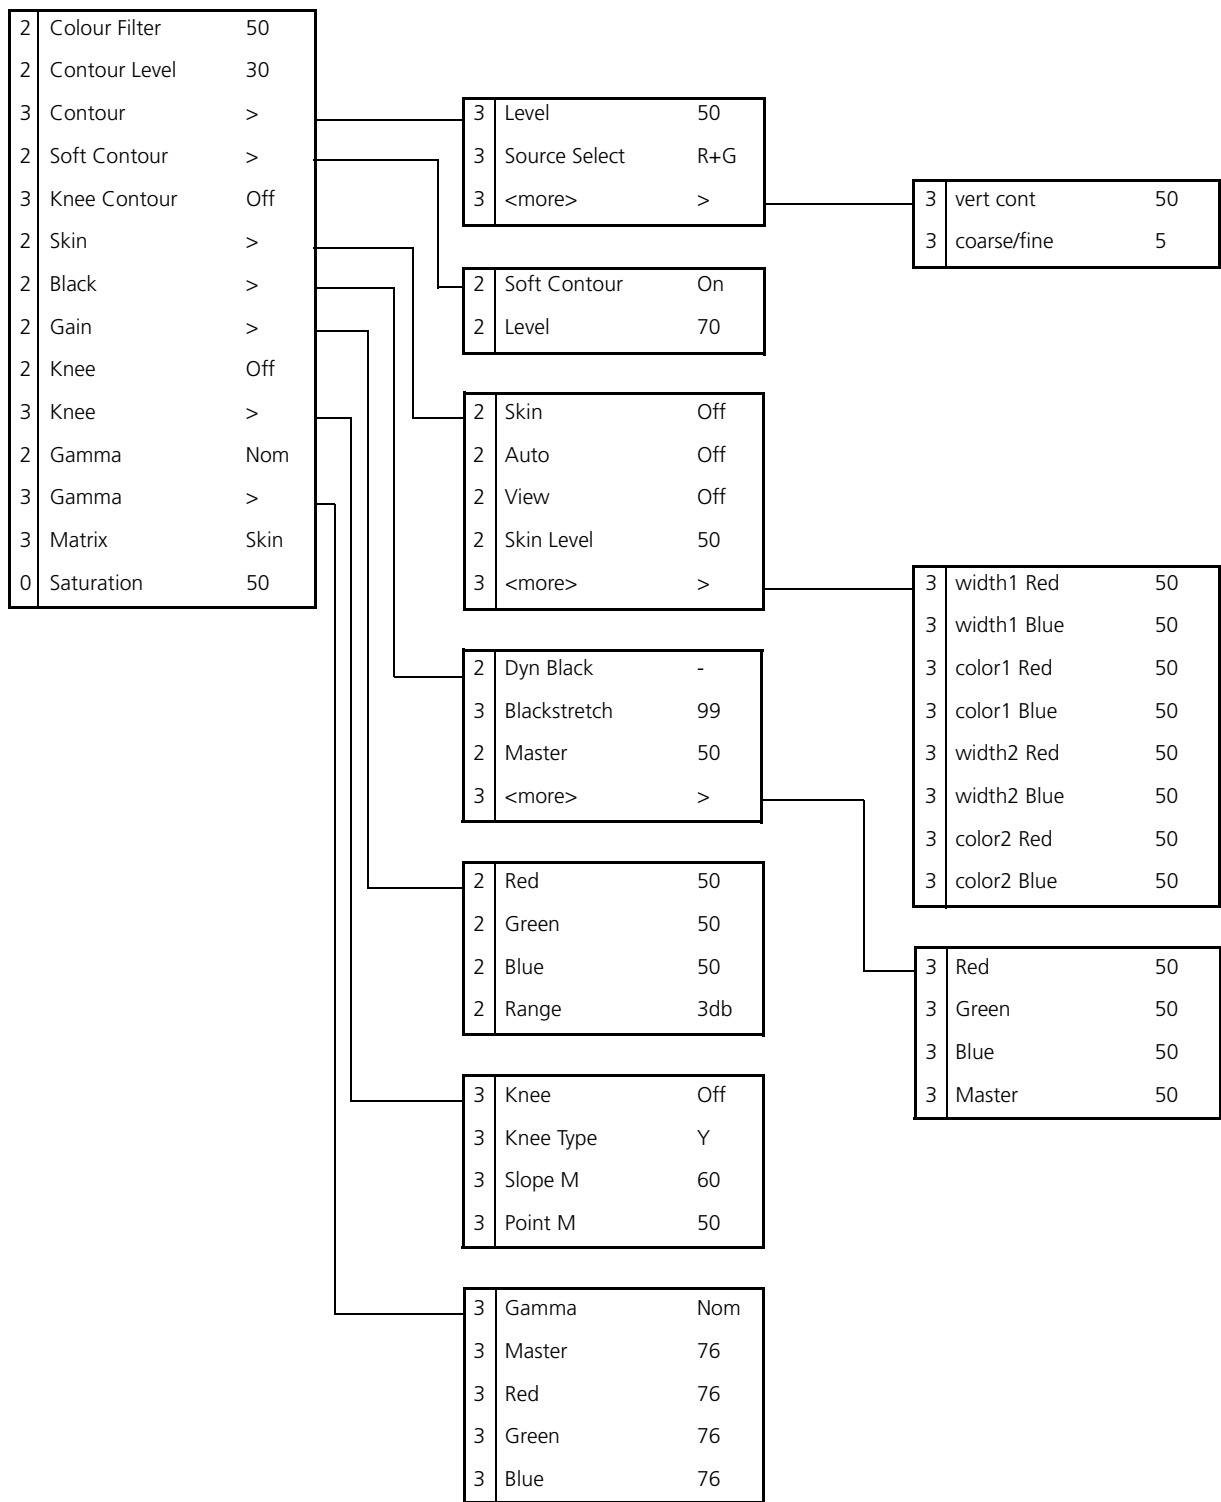 2 Colour Filter 50
2 Contour Level 30
3 Contour >
2 Soft Contour >
3 Knee Contour Off
2 Skin >
2 Black >
2 Gain >
2 Knee Off
3 Knee >
2 Gamma Nom
3 Gamma >
3 Matrix Skin
0 Saturation 50
3 Level 50
3 Source Select R+G
3 <more> >
3 vert cont 50
3 coarse/fine 5
2 Soft Contour On
2 Level 70
2 Skin Off
2 Auto Off
2 View Off
2 Skin Level 50
3 <more> >
3 width1 Red 50
3 width1 Blue 50
3 color1 Red 50
3 color1 Blue 50
3 width2 Red 50
3 width2 Blue 50
3 color2 Red 50
3 color2 Blue 50
2 Dyn Black -
3 Blackstretch 99
2 Master 50
3 <more> >
3 Red 50
3 Green 50
3 Blue 50
3 Master 50
2 Red 50
2 Green 50
2 Blue 50
2 Range 3db
3 Knee Off
3 Knee Type Y
3 Slope M 60
3 Point M 50
3 Gamma Nom
3 Master 76
3 Red 76
3 Green 76
3 Blue 76